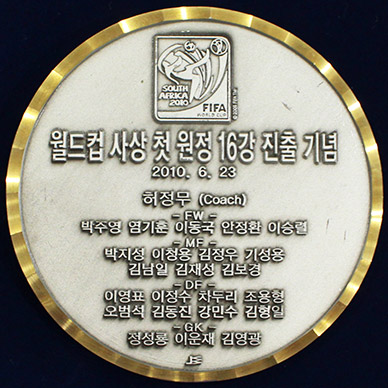 SOUTH AFRICA
2010
FIFA
WORLD CUP
월드컵 사상 첫 원정 16강 진출 기념
2010. 6. 23
허정무 (Coach)
- FW -
박주영 염기훈 이동국 안정환 이승렬
- MF -
박지성 이청용 김정우 기성용
김남일 김재성 김보경
- DF -
이영표 이정수 차두리 조용형
오범석 김동진 강민수 김형일
- GK -
정성룡 이운재 김영광